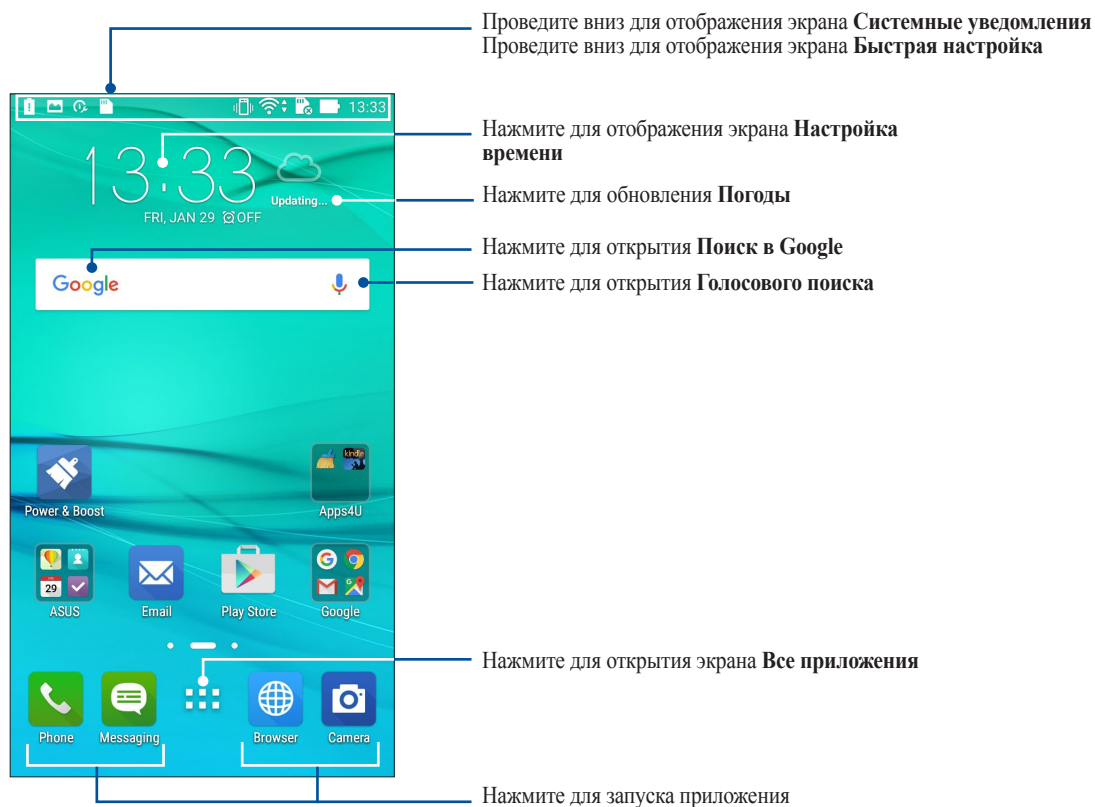 Проведите вниз для отображения экрана Системные уведомления
Проведите вниз для отображения экрана Быстрая настройка
13:33
Нажмите для отображения экрана Настройка
времени
13:33
Updating...
Нажмите для обновления Погоды
FRI, JAN 29 OFF
Нажмите для открытия Поиск в Google
Google
Нажмите для открытия Голосового поиска
kindle
Power & Boost
Apps4U
29
G
ASUS
Email
Play Store
Google
Нажмите для открытия экрана Все приложения
Phone
Messaging
Browser
Camera
Нажмите для запуска приложения